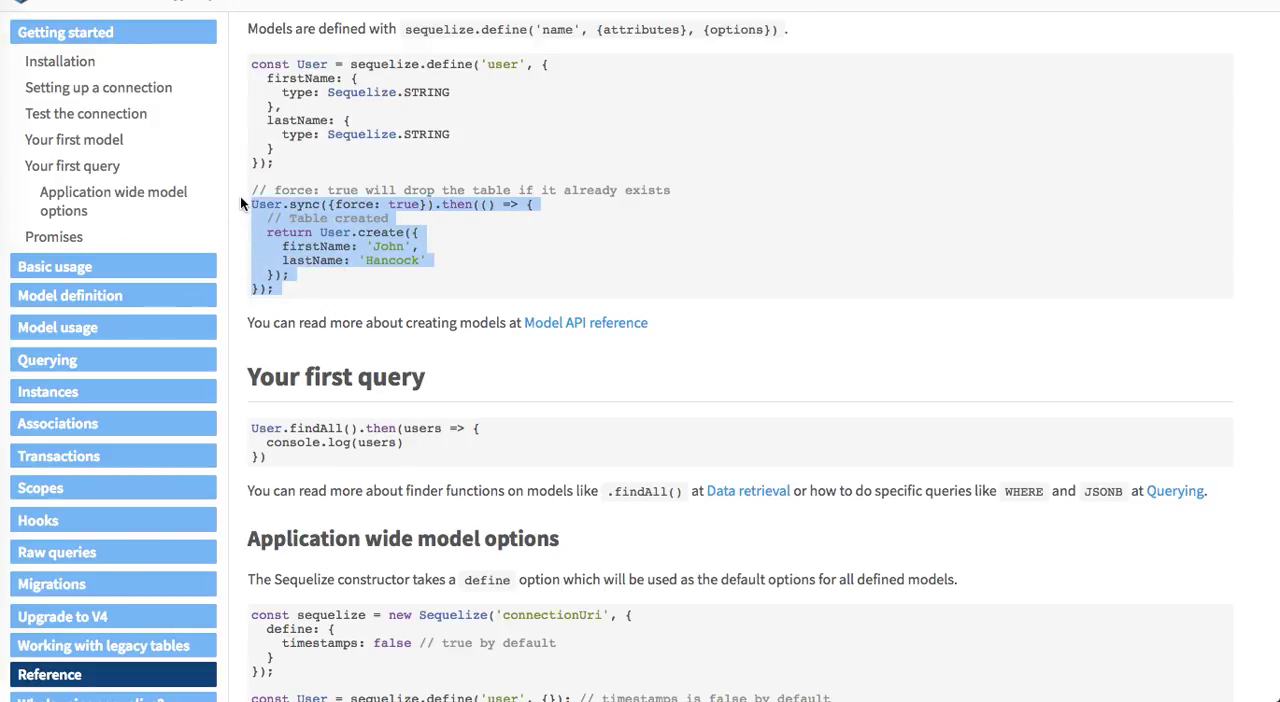 Getting started
Installation
Setting up a connection
Test the connection
Your first model
Your first query
Application wide model
options
Promises
Basic usage
Model definition
Model usage
Querying
Instances
Associations
Transactions
Scopes
Hooks
Raw queries
Migrations
Upgrade to V4
Working with legacy tables
Reference
Models are defined with sequelize.define('name', {attributes}, {options}) .
const User = sequelize.define('user', {
  firstName: {
    type: Sequelize.STRING
  },
  lastName: {
    type: Sequelize.STRING
  }
});
// force: true will drop the table if it already exists
User.sync({force: true}).then(() => {
  // Table created
  return User.create({
    firstName: 'John',
    lastName: 'Hancock'
  });
});
You can read more about creating models at Model API reference
Your first query
User.findAll().then(users => {
  console.log(users)
})
You can read more about finder functions on models like .findAll() at Data retrieval or how to do specific queries like WHERE and JSONB at Querying.
Application wide model options
The Sequelize constructor takes a define option which will be used as the default options for all defined models.
const sequelize = new Sequelize('connectionUri', {
  define: {
    timestamps: false // true by default
  }
});
const User = sequelize.define('user', {}); // timestamps is false by default